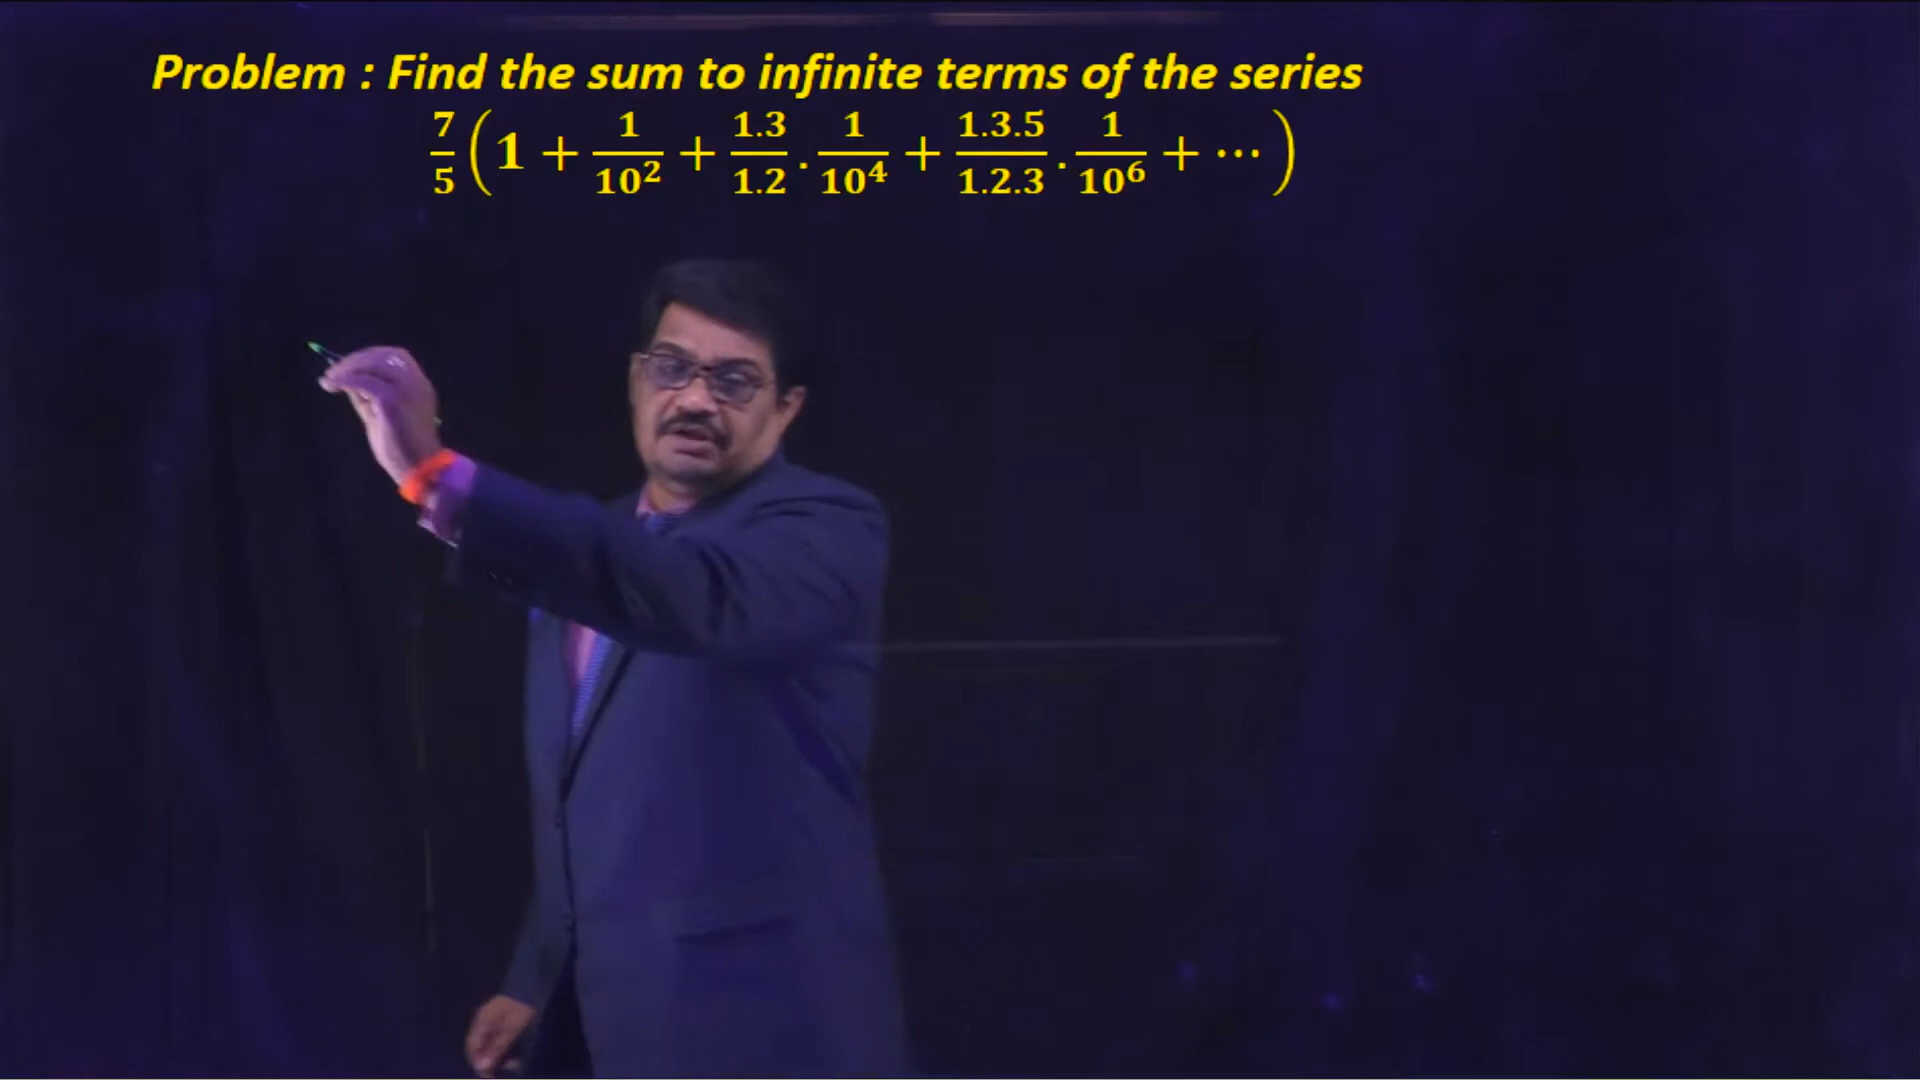 Problem : Find the sum to infinite terms of the series
7/5 (1 + 1/10² + 1.3/1.2 . 1/10⁴ + 1.3.5/1.2.3 . 1/10⁶ + ⋯)